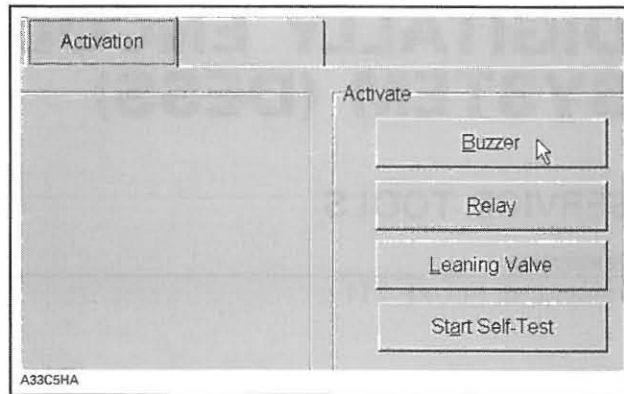 Activation
Activate
Buzzer
Relay
Leaning Valve
Start Self-Test
A33C5HA